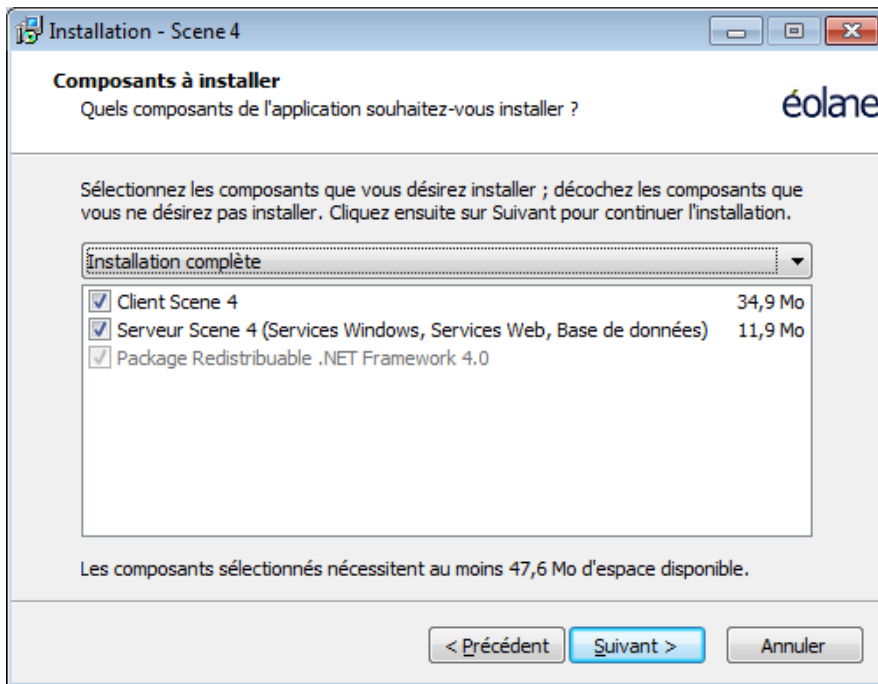 Installation - Scene 4
Composants à installer
Quels composants de l'application souhaitez-vous installer ?
éolane
Sélectionnez les composants que vous désirez installer ; décochez les composants que
vous ne désirez pas installer. Cliquez ensuite sur Suivant pour continuer l'installation.
Installation complète
Client Scene 4 34,9 Mo
Serveur Scene 4 (Services Windows, Services Web, Base de données) 11,9 Mo
Package Redistribuable .NET Framework 4.0
Les composants sélectionnés nécessitent au moins 47,6 Mo d'espace disponible.
< Précédent Suivant > Annuler